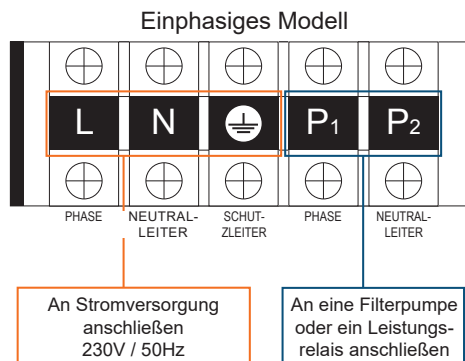 Einphasiges Modell
L N P1 P2
PHASE NEUTRAL- SCHUT- PHASE NEUTRAL-
LEITER ZLEITER LEITER
An Stromversorgung
anschließen
230V / 50Hz
An eine Filterpumpe
oder ein Leistungs-
relais anschließen